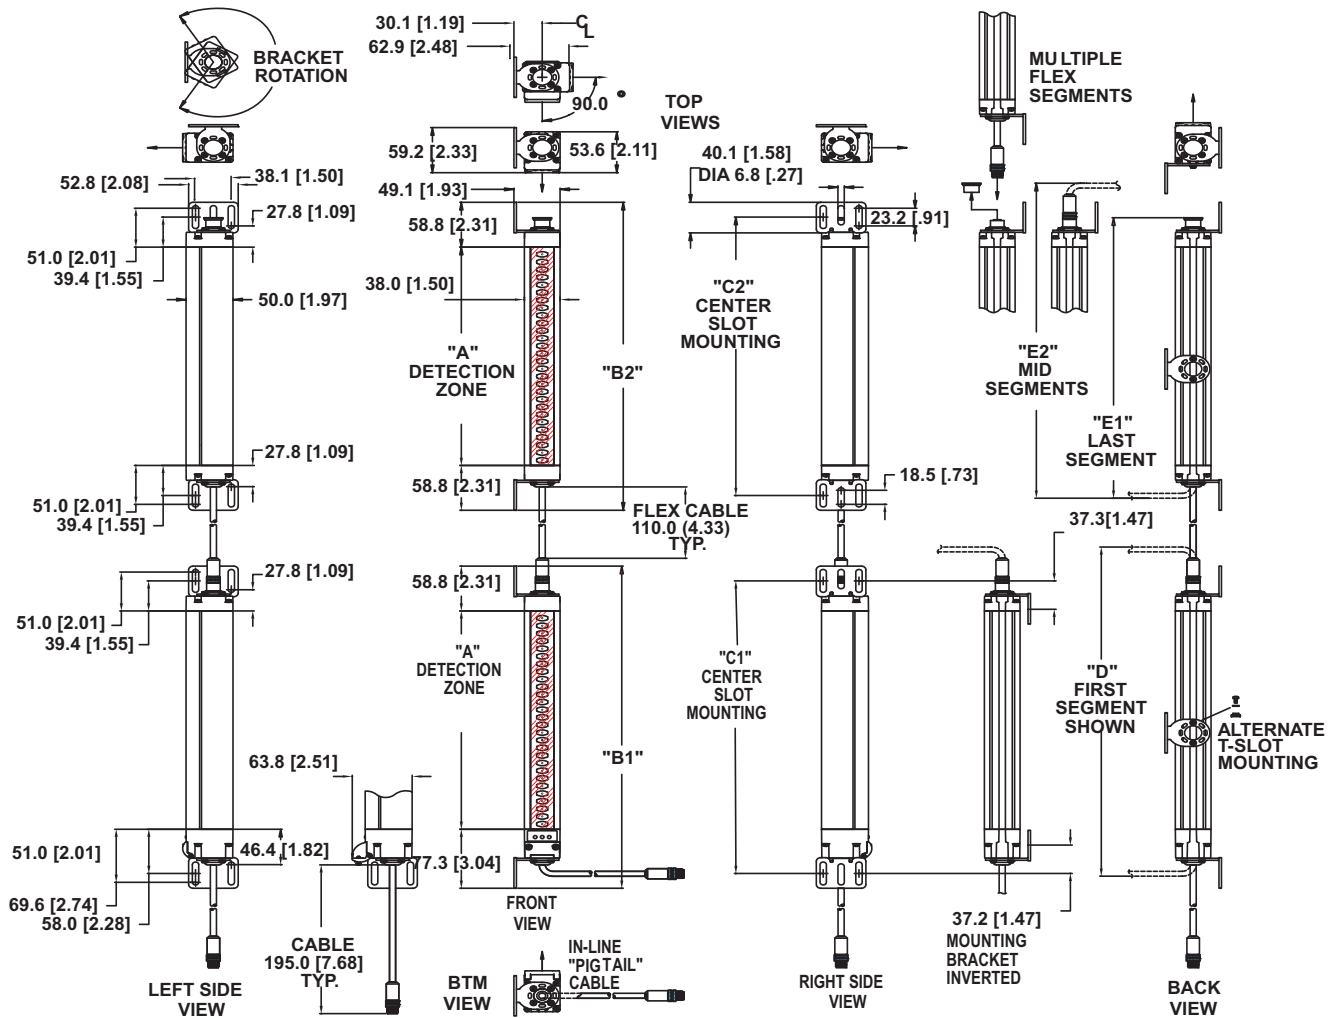 BRACKET
ROTATION
30.1 [1.19]
C
L
62.9 [2.48]
90.0 °
TOP
VIEWS
MULTIPLE
FLEX
SEGMENTS
59.2 [2.33]
53.6 [2.11]
52.8 [2.08]
38.1 [1.50]
27.8 [1.09]
51.0 [2.01]
39.4 [1.55]
50.0 [1.97]
49.1 [1.93]
58.8 [2.31]
38.0 [1.50]
"A"
DETECTION
ZONE
"B2"
40.1 [1.58]
DIA 6.8 [.27]
23.2 [.91]
"C2"
CENTER
SLOT
MOUNTING
"E2"
MID
SEGMENTS
"E1"
LAST
SEGMENT
27.8 [1.09]
51.0 [2.01]
39.4 [1.55]
58.8 [2.31]
FLEX CABLE
110.0 (4.33)
TYP.
18.5 [.73]
37.3[1.47]
27.8 [1.09]
51.0 [2.01]
39.4 [1.55]
58.8 [2.31]
"A"
DETECTION
ZONE
"B1"
"C1"
CENTER
SLOT
MOUNTING
"D"
FIRST
SEGMENT
SHOWN
ALTERNATE
T-SLOT
MOUNTING
63.8 [2.51]
51.0 [2.01]
46.4 [1.82]
69.6 [2.74]
58.0 [2.28]
77.3 [3.04]
CABLE
195.0 [7.68]
TYP.
LEFT SIDE
VIEW
FRONT
VIEW
BTM
VIEW
IN-LINE
"PIGTAIL"
CABLE
RIGHT SIDE
VIEW
37.2 [1.47]
MOUNTING
BRACKET
INVERTED
BACK
VIEW